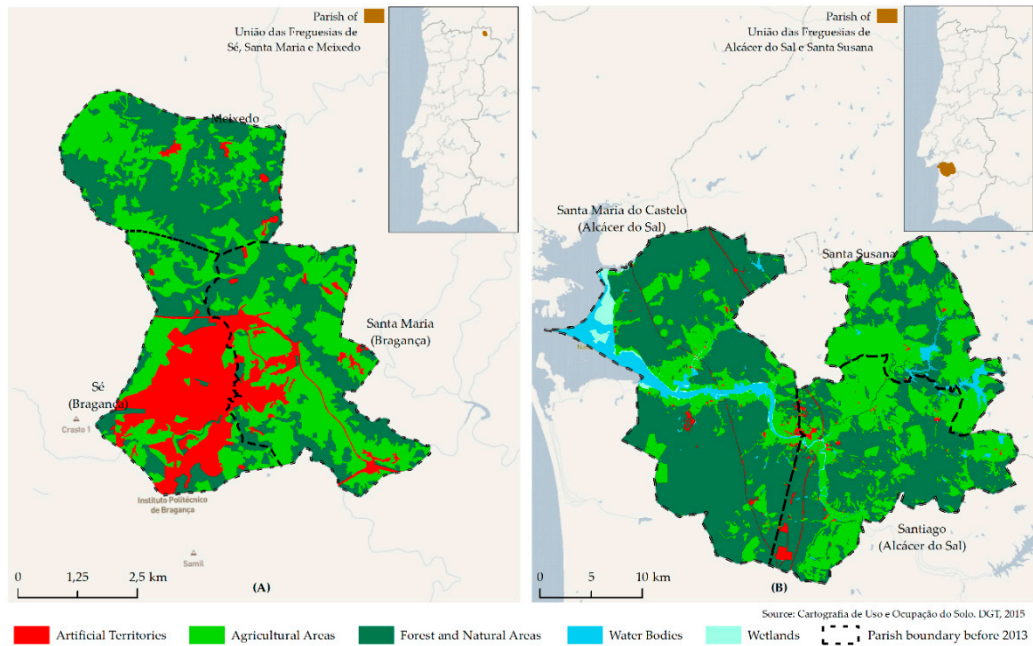 Parish of
União das Freguesias de
Sé, Santa Maria e Meixedo
Meixedo
Santa Maria
(Bragança)
Sé
(Bragança)
Crasto 1
Instituto Politécnico
de Bragança
Samil
0 1,25 2,5 km
(A)
Parish of
União das Freguesias de
Alcácer do Sal e Santa Susana
Santa Maria do Castelo
(Alcácer do Sal)
Santa Susana
Santiago
(Alcácer do Sal)
0 5 10 km
(B)
Source: Cartografia de Uso e Ocupação do Solo. DGT, 2015
Artificial Territories
Agricultural Areas
Forest and Natural Areas
Water Bodies
Wetlands
Parish boundary before 2013